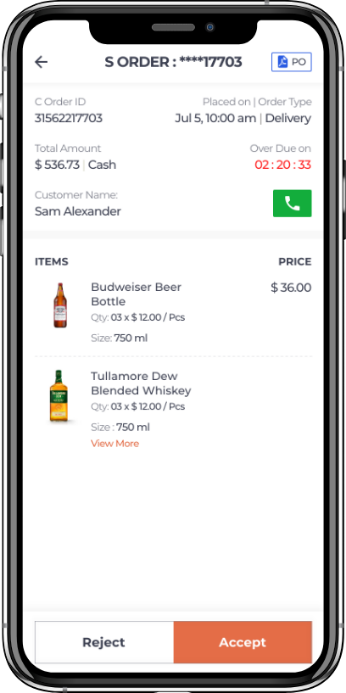 S ORDER : ****17703
PO
C Order ID
Placed on | Order Type
31562217703
Jul 5, 10:00 am | Delivery
Total Amount
Over Due on
$ 536.73 | Cash
02 : 20 : 33
Customer Name:
Sam Alexander
ITEMS
PRICE
Budweiser Beer
Bottle
$ 36.00
Qty: 03 x $ 12.00 / Pcs
Size: 750 ml
Tullamore Dew
Blended Whiskey
Qty: 03 x $ 12.00 / Pcs
Size : 750 ml
View More
Reject
Accept